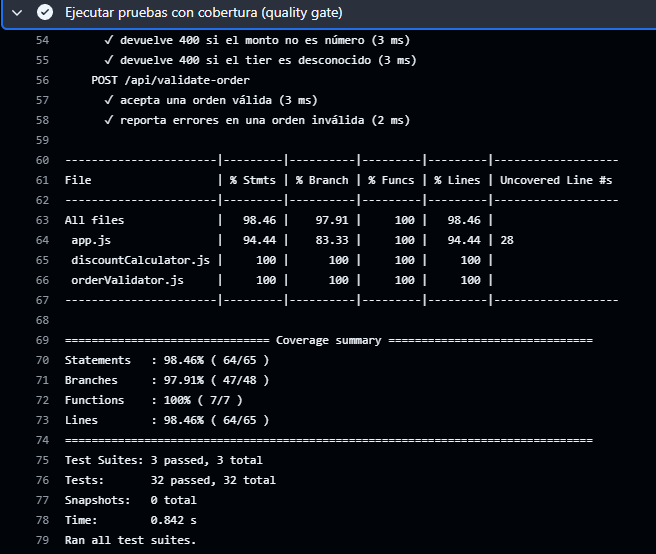 Ejecutar pruebas con cobertura (quality gate)
54 ✓ devuelve 400 si el monto no es número (3 ms)
55 ✓ devuelve 400 si el tier es desconocido (3 ms)
56 POST /api/validate-order
57 ✓ acepta una orden válida (3 ms)
58 ✓ reporta errores en una orden inválida (2 ms)
59
60 -----------------------|---------|----------|---------|---------|-------------------
61 File                   | % Stmts | % Branch | % Funcs | % Lines | Uncovered Line #s
62 -----------------------|---------|----------|---------|---------|-------------------
63 All files              |   98.46 |    97.91 |     100 |   98.46 |
64  app.js                |   94.44 |    83.33 |     100 |   94.44 | 28
65  discountCalculator.js |     100 |      100 |     100 |     100 |
66  orderValidator.js     |     100 |      100 |     100 |     100 |
67 -----------------------|---------|----------|---------|---------|-------------------
68
69 =============================== Coverage summary ===============================
70 Statements   : 98.46% ( 64/65 )
71 Branches     : 97.91% ( 47/48 )
72 Functions    : 100% ( 7/7 )
73 Lines        : 98.46% ( 64/65 )
74 ================================================================================
75 Test Suites: 3 passed, 3 total
76 Tests:       32 passed, 32 total
77 Snapshots:   0 total
78 Time:        0.842 s
79 Ran all test suites.